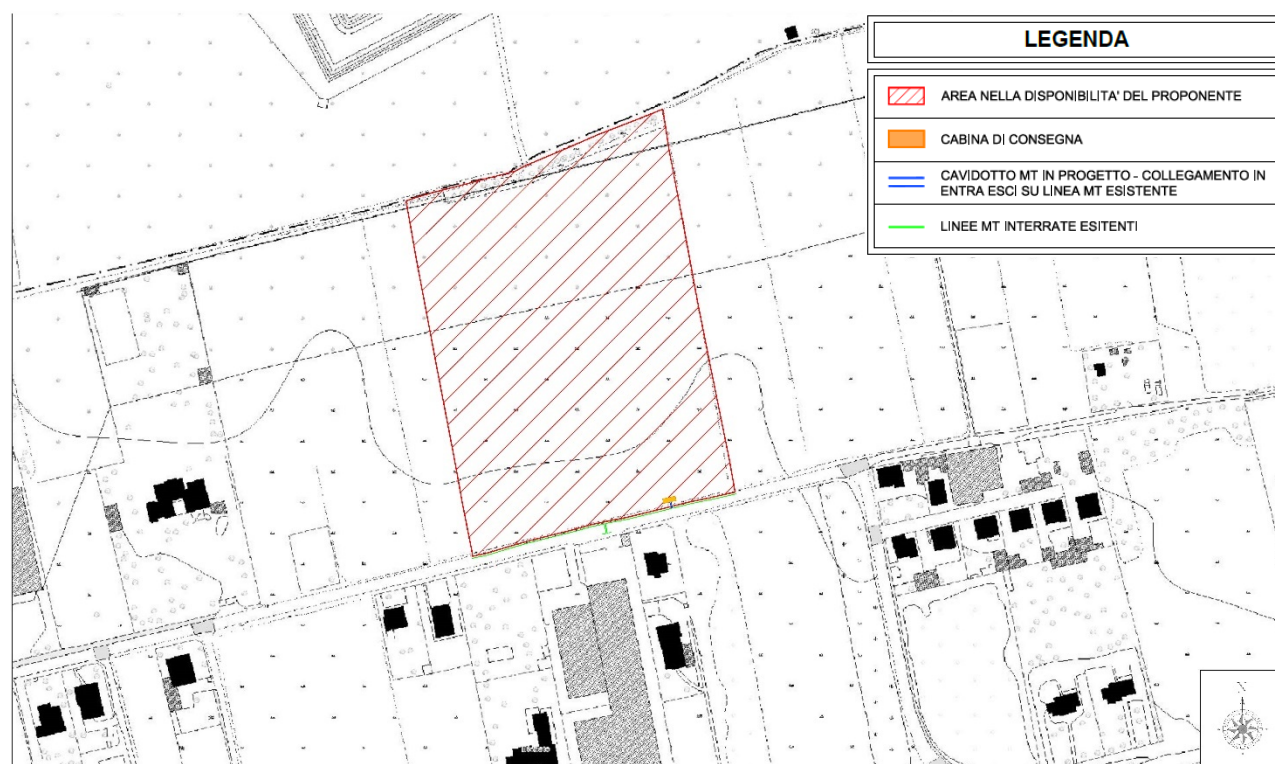 LEGENDA
AREA NELLA DISPONIBILITA' DEL PROPONENTE
CABINA DI CONSEGNA
CAVIDOTTO MT IN PROGETTO - COLLEGAMENTO IN
ENTRA ESCI SU LINEA MT ESISTENTE
LINEE MT INTERRATE ESITENTI
N